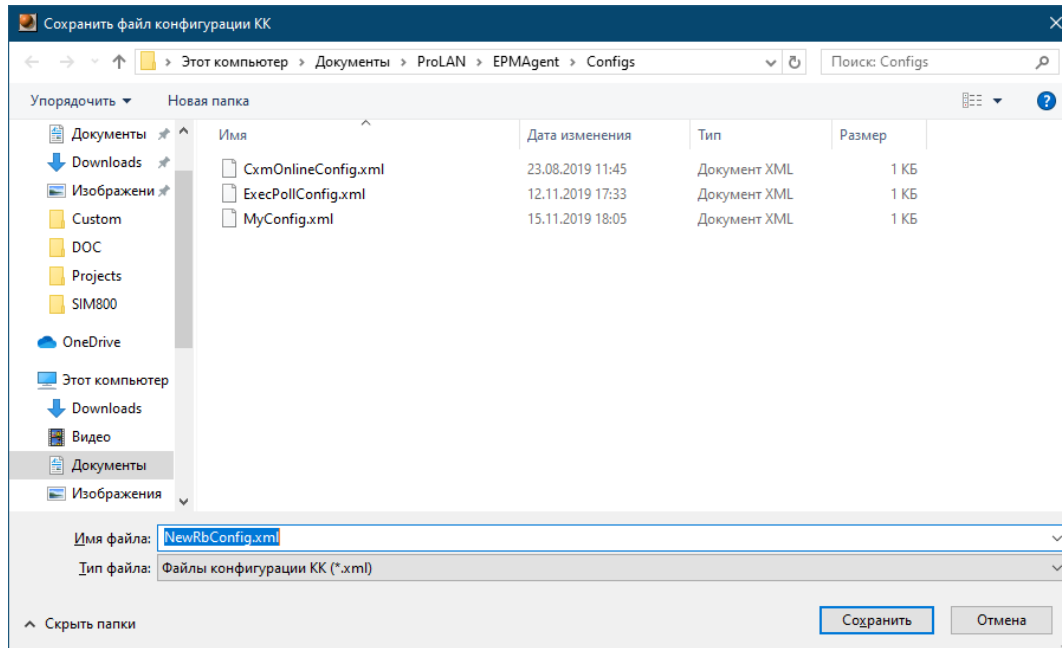 Сохранить файл конфигурации КК
Этот компьютер > Документы > ProLAN > EPMAgent > Configs
Поиск: Configs
Упорядочить
Новая папка
?
Имя Дата изменения Тип Размер
Документы
Downloads
Изображени
Custom
DOC
Projects
SIM800
OneDrive
Этот компьютер
Downloads
Видео
Документы
Изображения
CxmOnlineConfig.xml 23.08.2019 11:45 Документ XML 1 КБ
ExecPollConfig.xml 12.11.2019 17:33 Документ XML 1 КБ
MyConfig.xml 15.11.2019 18:05 Документ XML 1 КБ
Имя файла: NewRbConfig.xml
Тип файла: Файлы конфигурации КК (*.xml)
Скрыть папки
Сохранить
Отмена